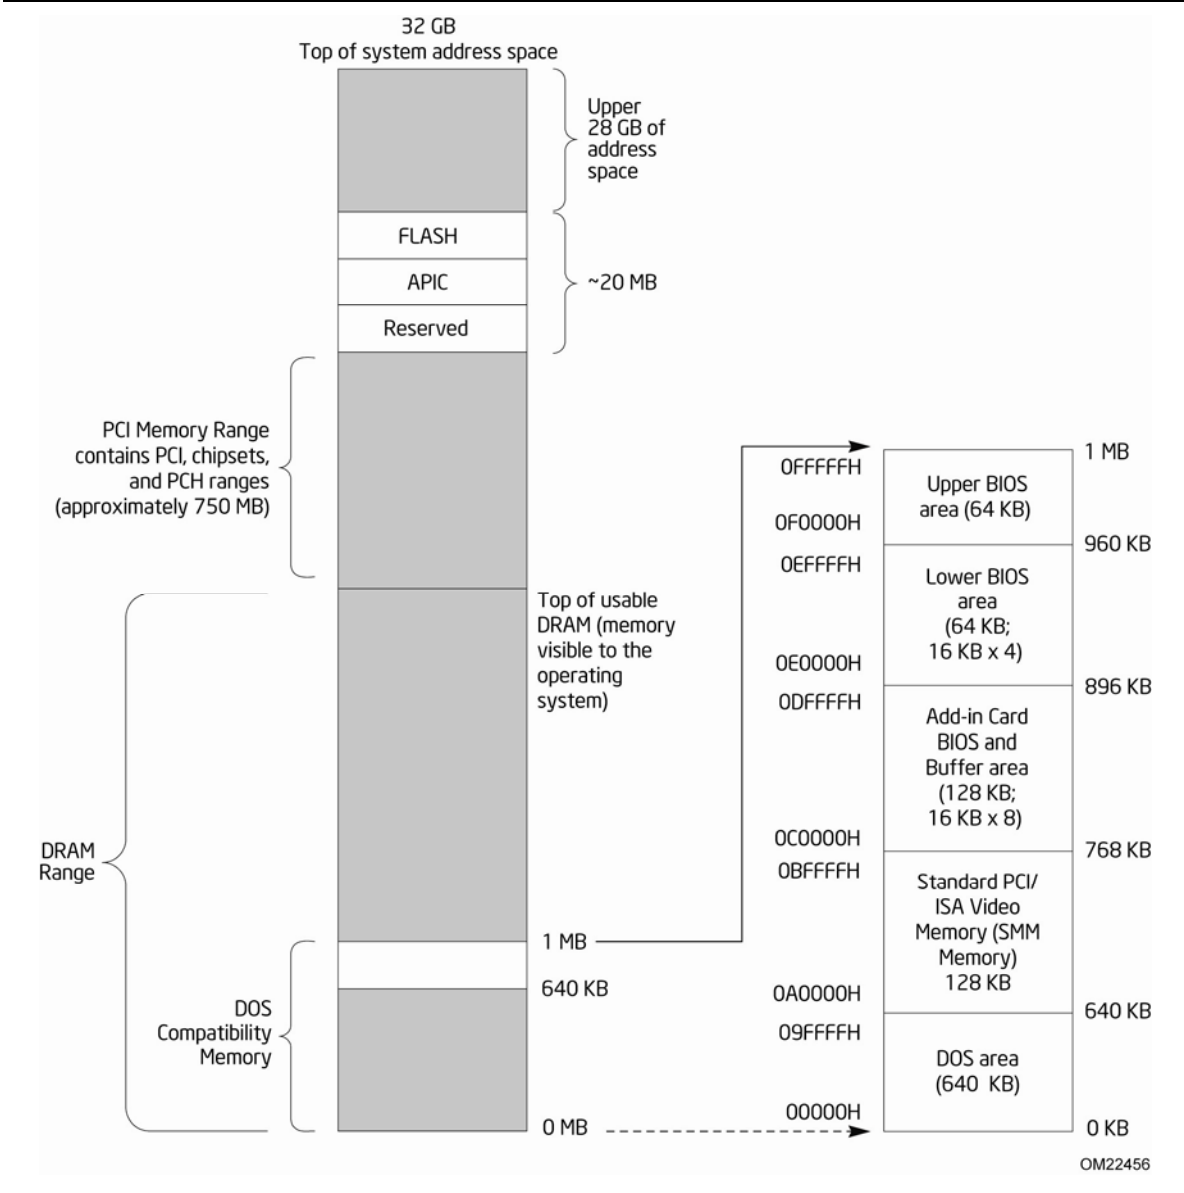 32 GB
Top of system address space
Upper
28 GB of
address
space
FLASH
APIC
~20 MB
Reserved
PCI Memory Range
contains PCI, chipsets,
and PCH ranges
(approximately 750 MB)
Top of usable
DRAM (memory
visible to the
operating
system)
DRAM
Range
1 MB
640 KB
DOS
Compatibility
Memory
0 MB
0FFFFFH
0F0000H
0EFFFFH
0E0000H
0DFFFFH
0C0000H
0BFFFFH
0A0000H
09FFFFH
00000H
Upper BIOS
area (64 KB)
Lower BIOS
area
(64 KB;
16 KB x 4)
Add-in Card
BIOS and
Buffer area
(128 KB;
16 KB x 8)
Standard PCI/
ISA Video
Memory (SMM
Memory)
128 KB
DOS area
(640 KB)
1 MB
960 KB
896 KB
768 KB
640 KB
0 KB
OM22456